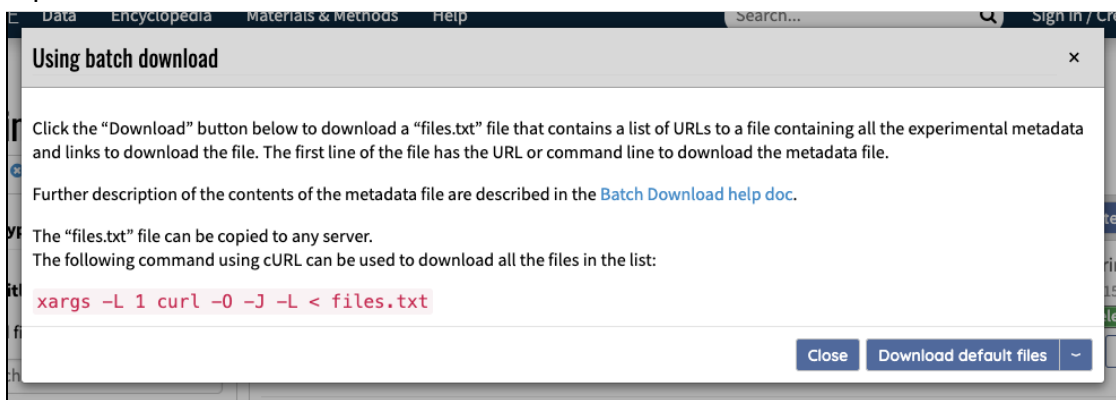 Data Encyclopedia Materials & Methods Help Search... Sign in / Cre
Using batch download ×
Click the “Download” button below to download a “files.txt” file that contains a list of URLs to a file containing all the experimental metadata
and links to download the file. The first line of the file has the URL or command line to download the metadata file.
Further description of the contents of the metadata file are described in the Batch Download help doc.
The “files.txt” file can be copied to any server.
The following command using cURL can be used to download all the files in the list:
xargs -L 1 curl -O -J -L < files.txt
Close Download default files